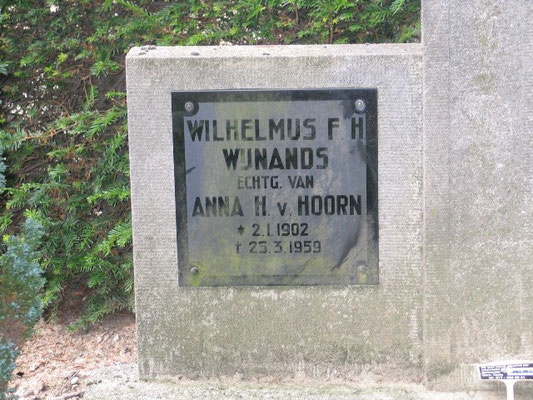 WILHELMUS F H
WIJNANDS
ECHTG. VAN
ANNA H. v. HOORN
* 2.1.1902
† 25.3.1959